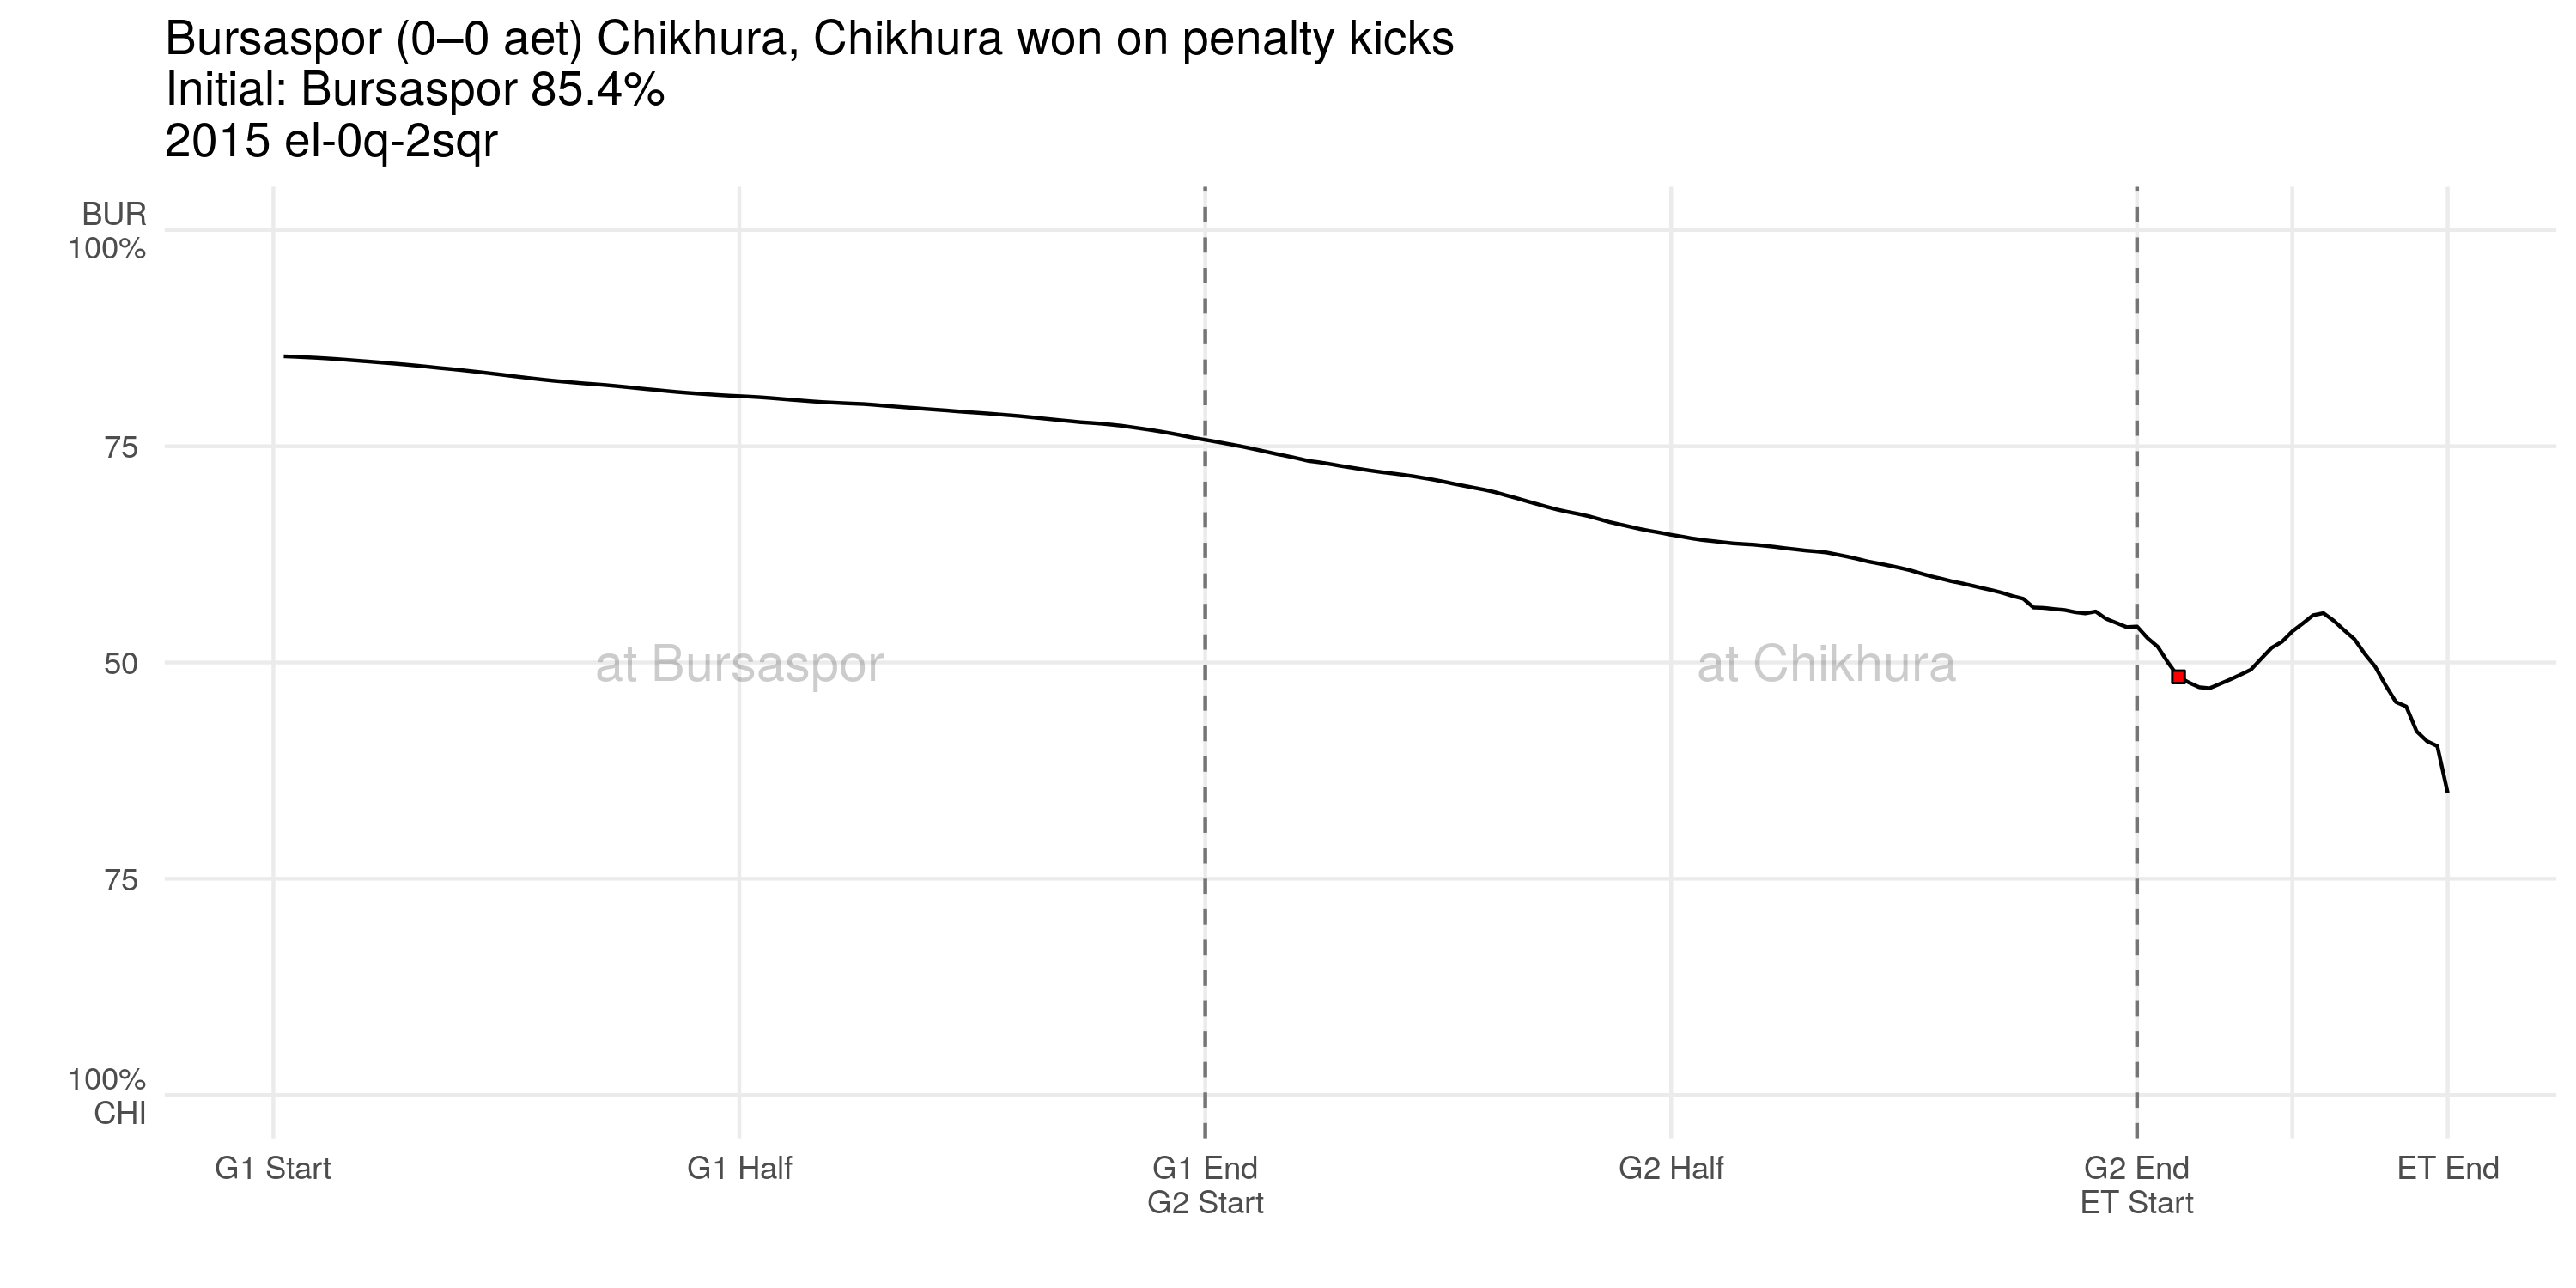 Bursaspor (0–0 aet) Chikhura, Chikhura won on penalty kicks
Initial: Bursaspor 85.4%
2015 el-0q-2sqr
BUR
100%
75
50
75
100%
CHI
at Bursaspor
at Chikhura
G1 Start
G1 Half
G1 End
G2 Start
G2 Half
G2 End
ET Start
ET End